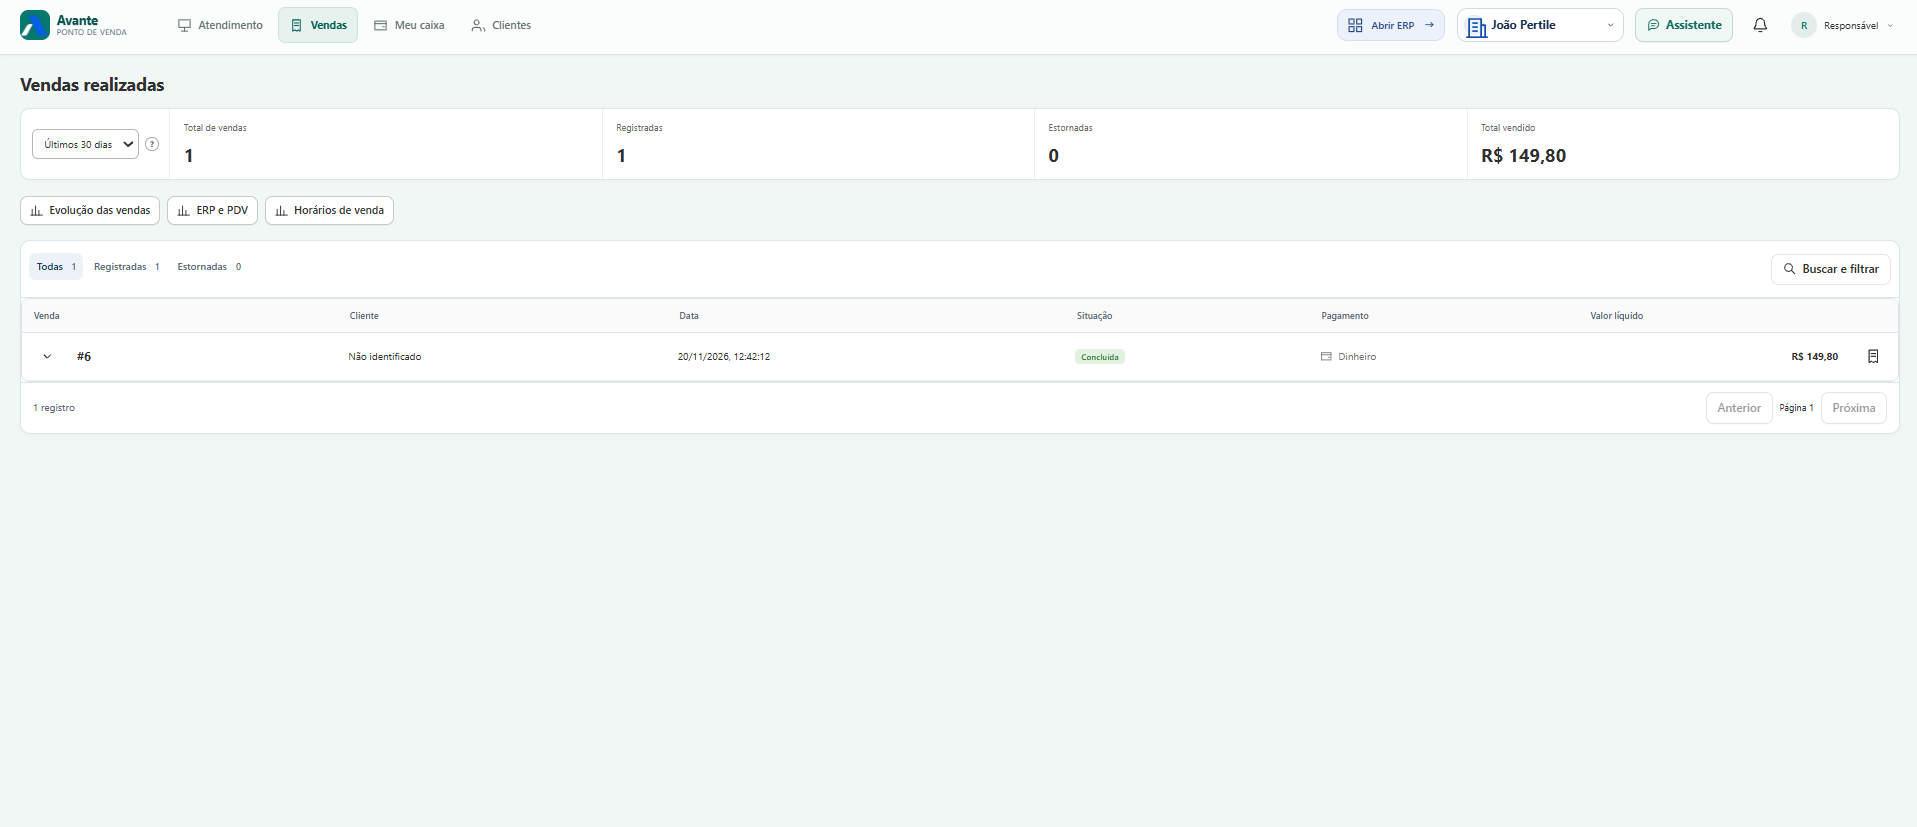 Avante
PONTO DE VENDA
Atendimento
Vendas
Meu caixa
Clientes
Abrir ERP
João Pertile
Assistente
R
Responsável
Vendas realizadas
Últimos 30 dias
?
Total de vendas
1
Registradas
1
Estornadas
0
Total vendido
R$ 149,80
Evolução das vendas
ERP e PDV
Horários de venda
Todas 1
Registradas 1
Estornadas 0
Buscar e filtrar
Venda
Cliente
Data
Situação
Pagamento
Valor líquido
#6
Não identificado
20/11/2026, 12:42:12
Concluída
Dinheiro
R$ 149,80
1 registro
Anterior
Página 1
Próxima